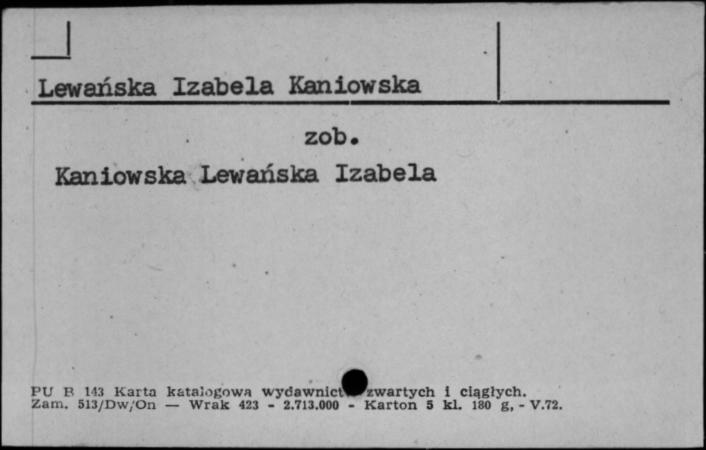 Lewańska Izabela Kaniowska
zob.
Kaniowska Lewańska Izabela
PU B 143 Karta katalogowa wydawnict zwartych i ciągłych.
Zam. 513/Dw/On — Wrak 423 - 2.713.000 - Karton 5 kl. 180 g, - V.72.